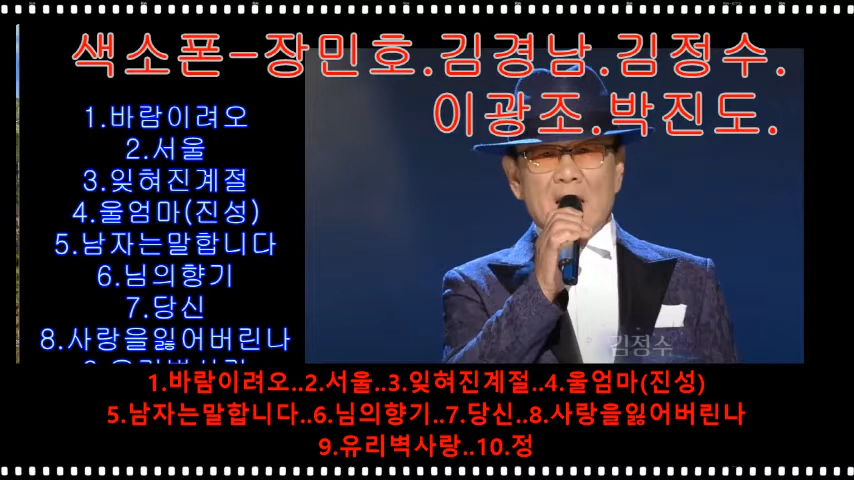 색소폰-장민호.김경남.김정수.
이광조.박진도.
1.바람이려오
2.서울
3.잊혀진계절
4.울엄마(진성)
5.남자는말합니다
6.님의향기
7.당신
8.사랑을잃어버린나
김정수
1.바람이려오..2.서울..3.잊혀진계절..4.울엄마(진성)
5.남자는말합니다..6.님의향기..7.당신..8.사랑을잃어버린나
9.유리벽사랑..10.정